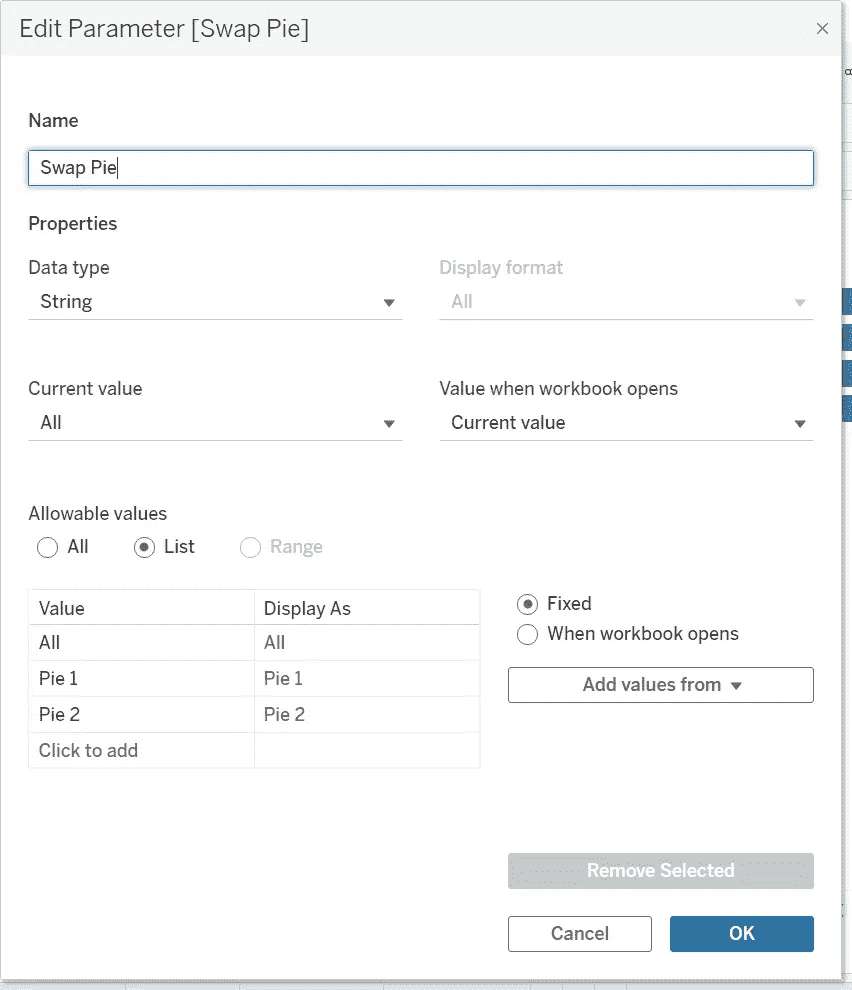 Edit Parameter [Swap Pie]
Name
Swap Pie
Properties
Data type Display format
String All
Current value Value when workbook opens
All Current value
Allowable values
All List Range
Value Display As
All All
Pie 1 Pie 1
Pie 2 Pie 2
Click to add
Fixed
When workbook opens
Add values from
Remove Selected
Cancel OK